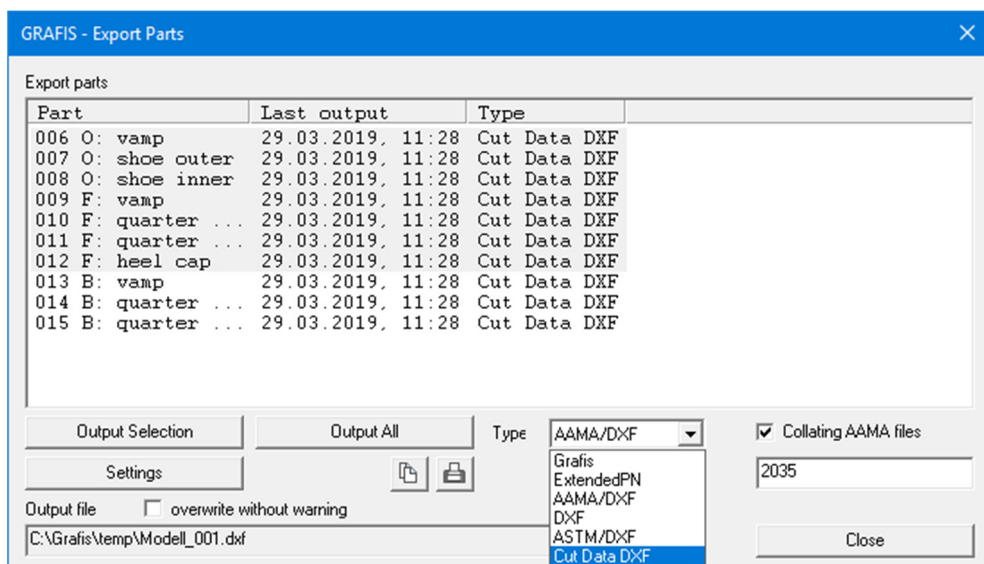 GRAFIS - Export Parts
Export parts
Part Last output Type
006 O: vamp 29.03.2019, 11:28 Cut Data DXF
007 O: shoe outer 29.03.2019, 11:28 Cut Data DXF
008 O: shoe inner 29.03.2019, 11:28 Cut Data DXF
009 F: vamp 29.03.2019, 11:28 Cut Data DXF
010 F: quarter ... 29.03.2019, 11:28 Cut Data DXF
011 F: quarter ... 29.03.2019, 11:28 Cut Data DXF
012 F: heel cap 29.03.2019, 11:28 Cut Data DXF
013 B: vamp 29.03.2019, 11:28 Cut Data DXF
014 B: quarter ... 29.03.2019, 11:28 Cut Data DXF
015 B: quarter ... 29.03.2019, 11:28 Cut Data DXF
Output Selection Output All Type AAMA/DXF Collating AAMA files
Settings
Grafis
ExtendedPN
AAMA/DXF
DXF
ASTM/DXF
Cut Data DXF
2035
Output file overwrite without warning
C:\Grafis\temp\Modell_001.dxf
Close